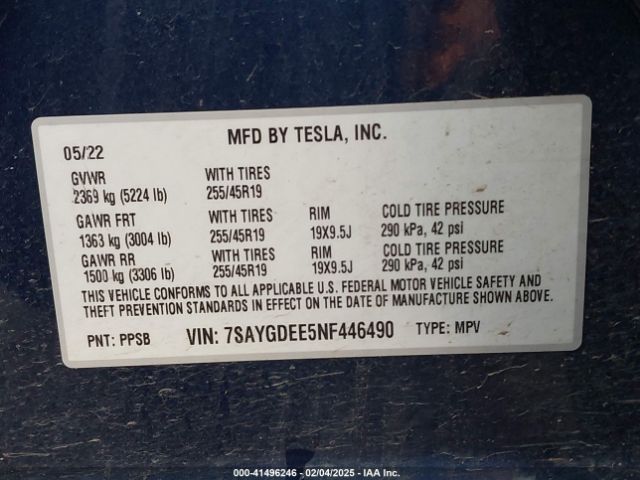 MFD BY TESLA, INC.
05/22
GVWR WITH TIRES
2369 kg (5224 lb) 255/45R19
GAWR FRT WITH TIRES RIM COLD TIRE PRESSURE
1363 kg (3004 lb) 255/45R19 19X9.5J 290 kPa, 42 psi
GAWR RR WITH TIRES RIM COLD TIRE PRESSURE
1500 kg (3306 lb) 255/45R19 19X9.5J 290 kPa, 42 psi
THIS VEHICLE CONFORMS TO ALL APPLICABLE U.S. FEDERAL MOTOR VEHICLE SAFETY AND
THEFT PREVENTION STANDARDS IN EFFECT ON THE DATE OF MANUFACTURE SHOWN ABOVE.
PNT: PPSB VIN: 7SAYGDEE5NF446490 TYPE: MPV
000-41496246 - 02/04/2025 - IAA Inc.